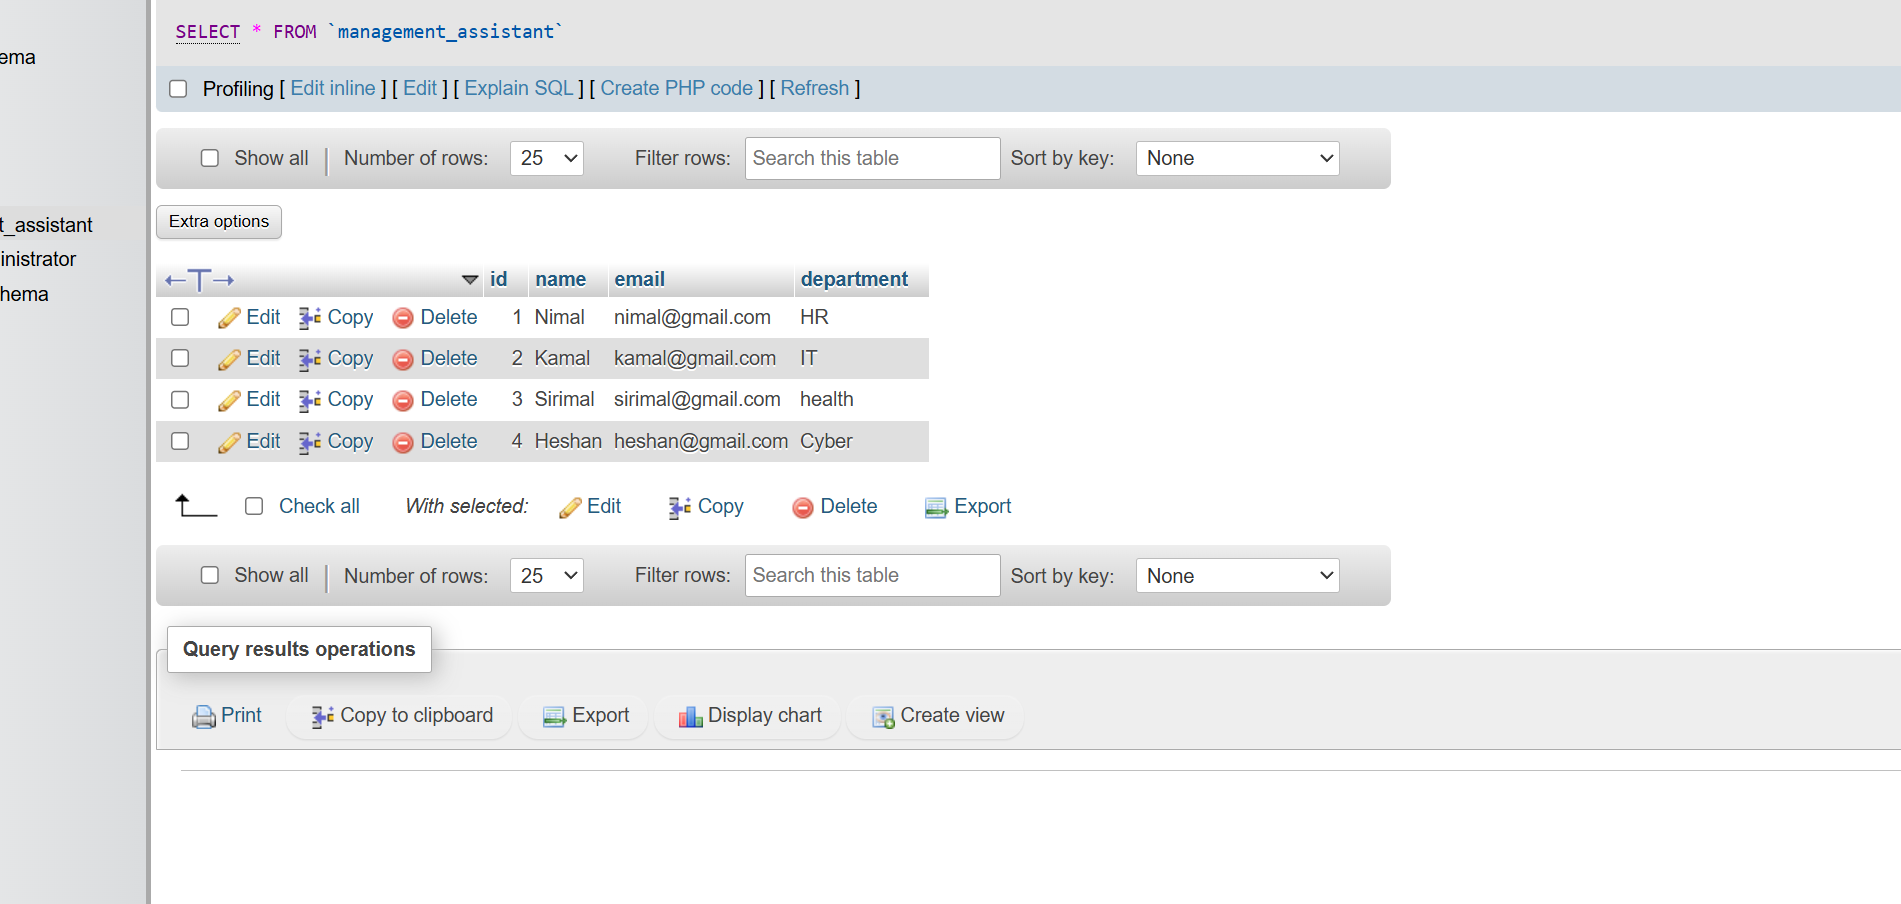 SELECT * FROM `management_assistant`
ema
Profiling [ Edit inline ] [ Edit ] [ Explain SQL ] [ Create PHP code ] [ Refresh ]
Show all | Number of rows: 25 Filter rows: Search this table Sort by key: None
Extra options
t_assistant
inistrator
hema
←T→ id name email department
Edit Copy Delete 1 Nimal nimal@gmail.com HR
Edit Copy Delete 2 Kamal kamal@gmail.com IT
Edit Copy Delete 3 Sirimal sirimal@gmail.com health
Edit Copy Delete 4 Heshan heshan@gmail.com Cyber
Check all With selected: Edit Copy Delete Export
Show all | Number of rows: 25 Filter rows: Search this table Sort by key: None
Query results operations
Print Copy to clipboard Export Display chart Create view